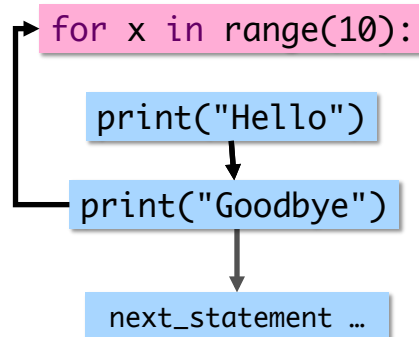 for x in range(10):
print("Hello")
print("Goodbye")
next_statement …